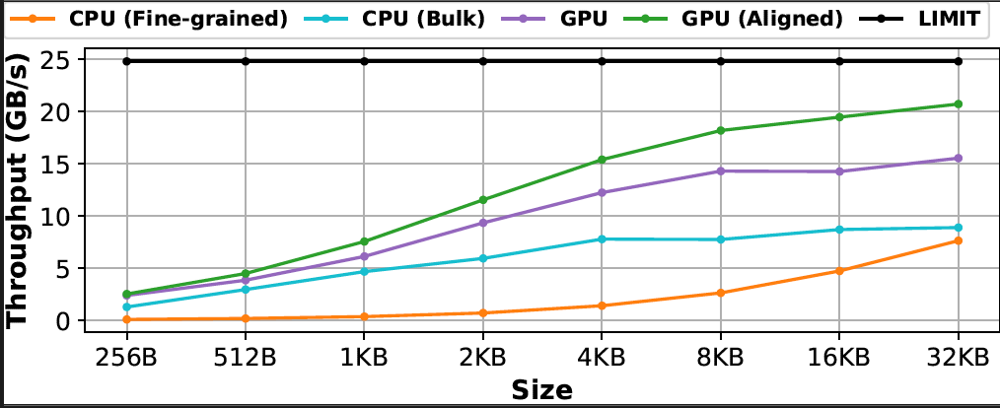 CPU (Fine-grained) CPU (Bulk) GPU GPU (Aligned) LIMIT
Throughput (GB/s)
25
20
15
10
5
0
256B 512B 1KB 2KB 4KB 8KB 16KB 32KB
Size